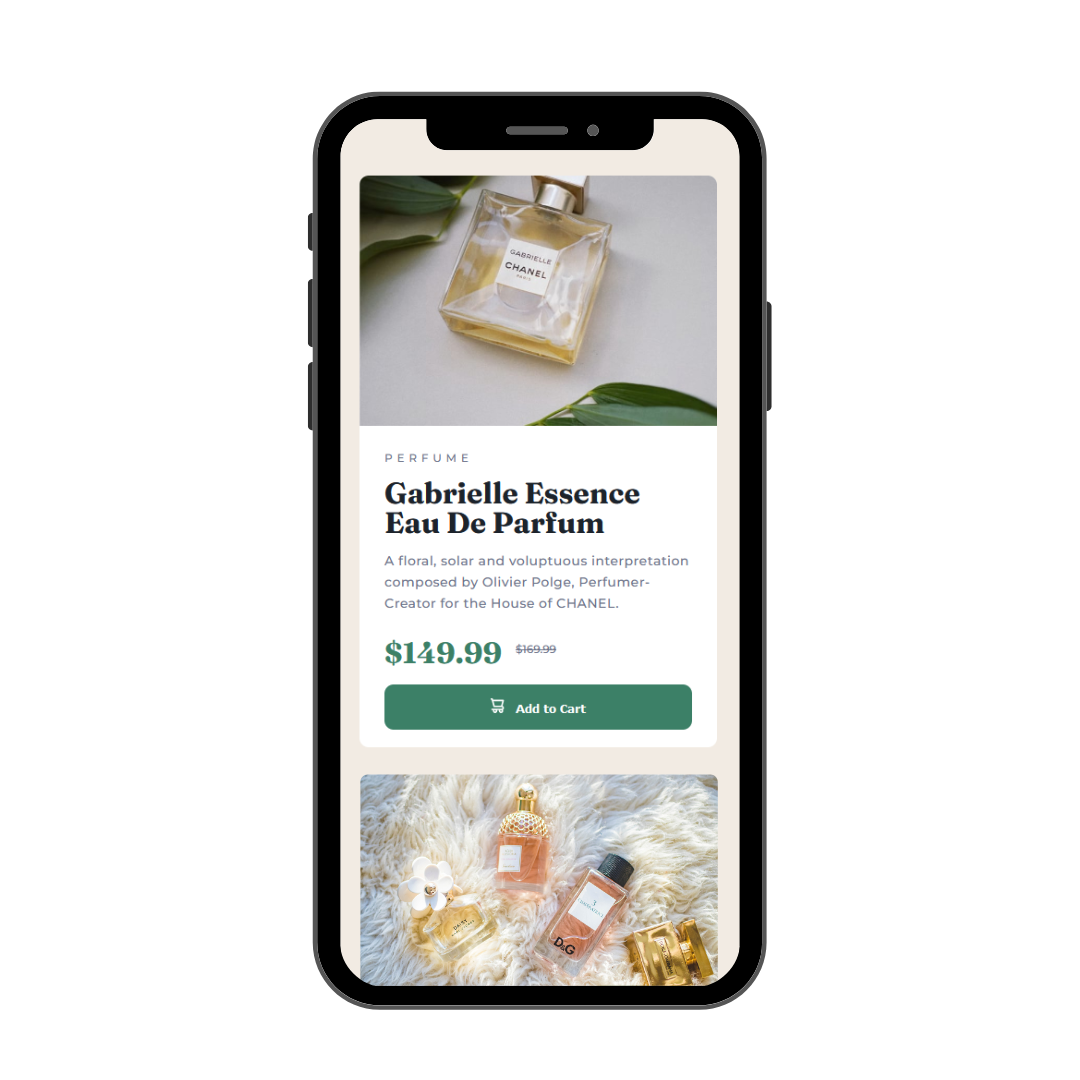 GABRIELLE
CHANEL
PARIS
PERFUME
Gabrielle Essence
Eau De Parfum
A floral, solar and voluptuous interpretation
composed by Olivier Polge, Perfumer-
Creator for the House of CHANEL.
$149.99 $169.99
Add to Cart
DAISY
D&G